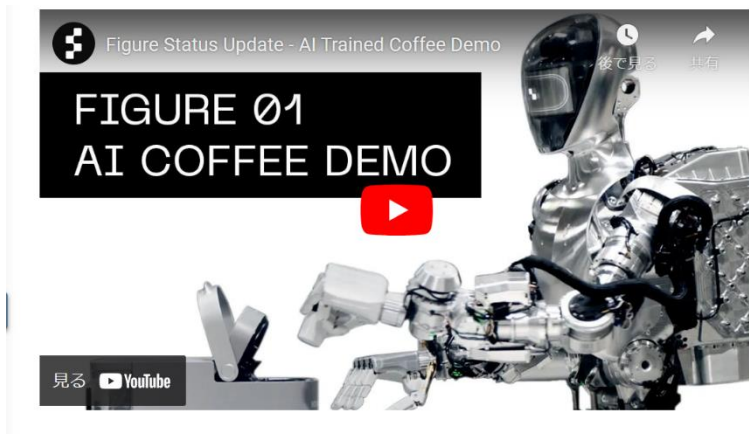 Figure Status Update - AI Trained Coffee Demo
後で見る
共有
FIGURE 01
AI COFFEE DEMO
見る YouTube